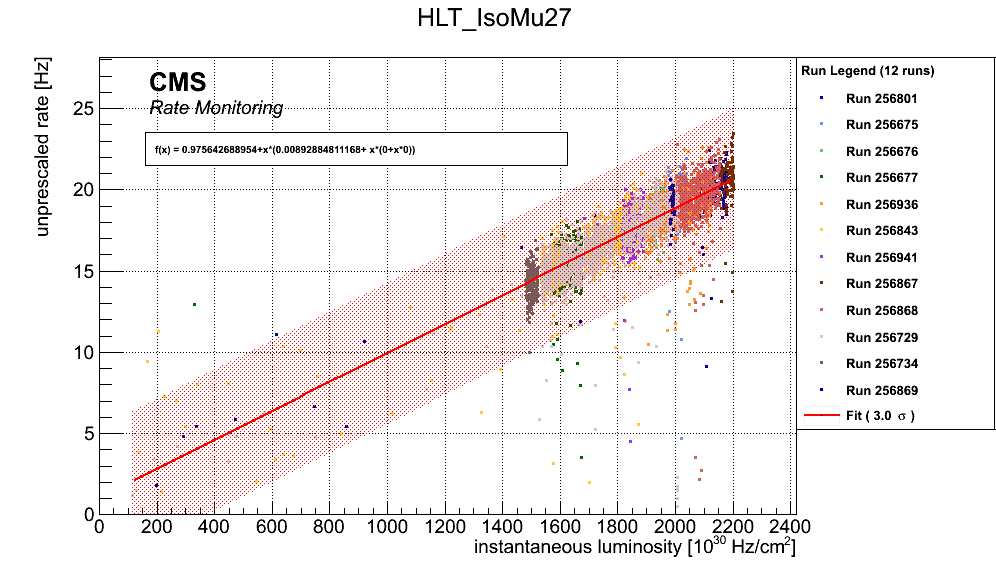 HLT_IsoMu27
unprescaled rate [Hz]
CMS
Rate Monitoring
f(x) = 0.975642688954+x*(0.00892884811168+ x*(0+x*0))
25
20
15
10
5
0
0 200 400 600 800 1000 1200 1400 1600 1800 2000 2200 2400
instantaneous luminosity [10³⁰ Hz/cm²]
Run Legend (12 runs)
Run 256801
Run 256675
Run 256676
Run 256677
Run 256936
Run 256843
Run 256941
Run 256867
Run 256868
Run 256729
Run 256734
Run 256869
Fit ( 3.0 σ )